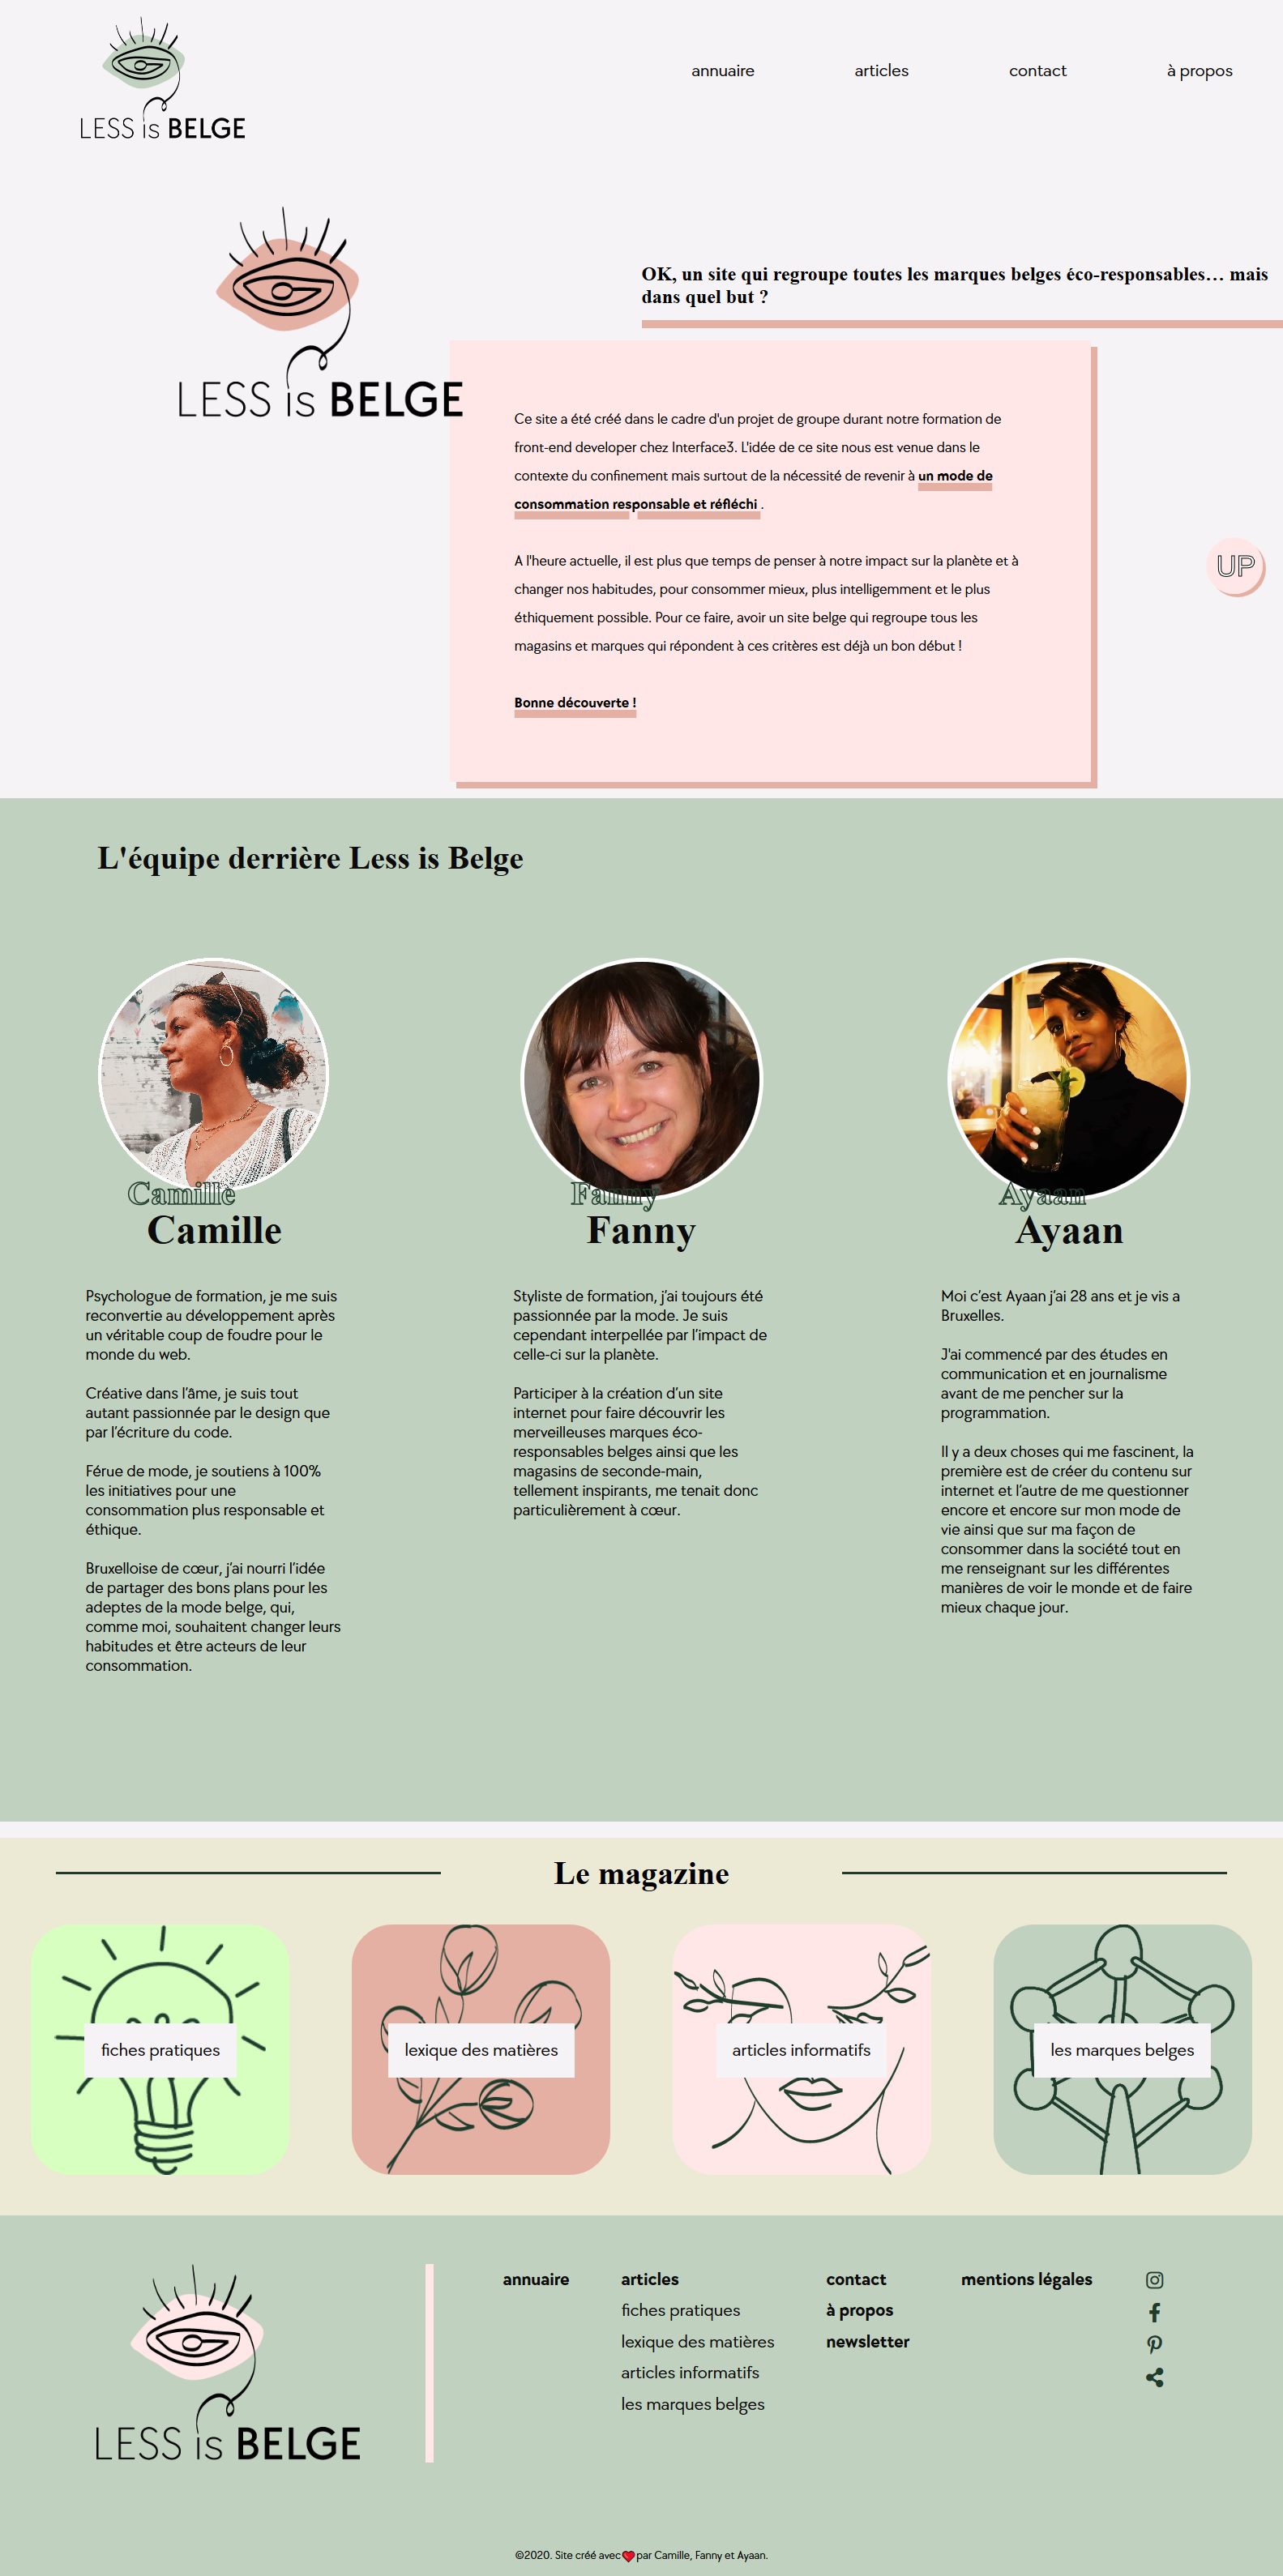 LESS is BELGE
annuaire
articles
contact
à propos
LESS is BELGE
OK, un site qui regroupe toutes les marques belges éco-responsables… mais
dans quel but ?
Ce site a été créé dans le cadre d'un projet de groupe durant notre formation de
front-end developer chez Interface3. L'idée de ce site nous est venue dans le
contexte du confinement mais surtout de la nécessité de revenir à un mode de
consommation responsable et réfléchi .
A l'heure actuelle, il est plus que temps de penser à notre impact sur la planète et à
changer nos habitudes, pour consommer mieux, plus intelligemment et le plus
éthiquement possible. Pour ce faire, avoir un site belge qui regroupe tous les
magasins et marques qui répondent à ces critères est déjà un bon début !
Bonne découverte !
UP
L'équipe derrière Less is Belge
Camille
Camille
Psychologue de formation, je me suis
reconvertie au développement après
un véritable coup de foudre pour le
monde du web.
Créative dans l’âme, je suis tout
autant passionnée par le design que
par l’écriture du code.
Férue de mode, je soutiens à 100%
les initiatives pour une
consommation plus responsable et
éthique.
Bruxelloise de cœur, j’ai nourri l’idée
de partager des bons plans pour les
adeptes de la mode belge, qui,
comme moi, souhaitent changer leurs
habitudes et être acteurs de leur
consommation.
Fanny
Fanny
Styliste de formation, j’ai toujours été
passionnée par la mode. Je suis
cependant interpellée par l’impact de
celle-ci sur la planète.
Participer à la création d’un site
internet pour faire découvrir les
merveilleuses marques éco-
responsables belges ainsi que les
magasins de seconde-main,
tellement inspirants, me tenait donc
particulièrement à cœur.
Ayaan
Ayaan
Moi c’est Ayaan j’ai 28 ans et je vis a
Bruxelles.
J'ai commencé par des études en
communication et en journalisme
avant de me pencher sur la
programmation.
Il y a deux choses qui me fascinent, la
première est de créer du contenu sur
internet et l’autre de me questionner
encore et encore sur mon mode de
vie ainsi que sur ma façon de
consommer dans la société tout en
me renseignant sur les différentes
manières de voir le monde et de faire
mieux chaque jour.
Le magazine
fiches pratiques
lexique des matières
articles informatifs
les marques belges
LESS is BELGE
annuaire
articles
fiches pratiques
lexique des matières
articles informatifs
les marques belges
contact
à propos
newsletter
mentions légales
©2020. Site créé avec ❤ par Camille, Fanny et Ayaan.